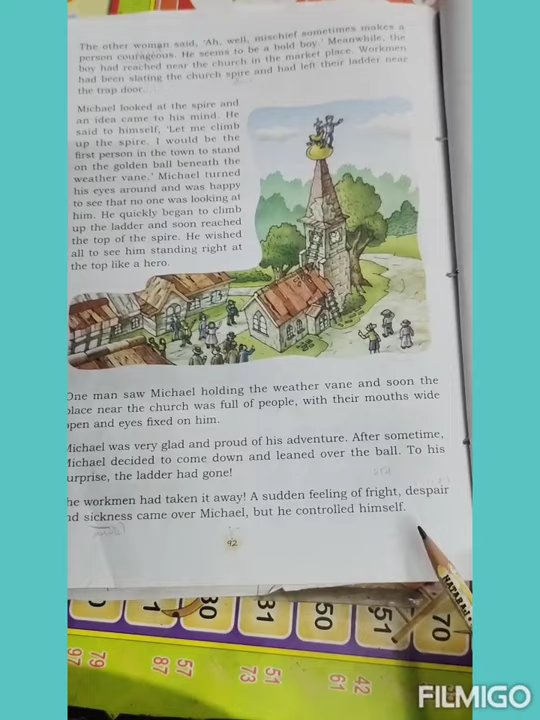 The other woman said, 'Ah, well, mischief sometimes makes a
person courageous. He seems to be a bold boy.' Meanwhile, the
boy had reached near the church in the market place. Workmen
had been slating the church spire and had left their ladder near
the trap door.
Michael looked at the spire and
an idea came to his mind. He
said to himself, 'Let me climb
up the spire. I would be the
first person in the town to stand
on the golden ball beneath the
weather vane.' Michael turned
his eyes around and was happy
to see that no one was looking at
him. He quickly began to climb
up the ladder and soon reached
the top of the spire. He wished
all to see him standing right at
the top like a hero.
One man saw Michael holding the weather vane and soon the
place near the church was full of people, with their mouths wide
open and eyes fixed on him.
Michael was very glad and proud of his adventure. After sometime,
Michael decided to come down and leaned over the ball. To his
surprise, the ladder had gone!
he workmen had taken it away! A sudden feeling of fright, despair
nd sickness came over Michael, but he controlled himself.
92
NATARAJ
30
31
50
51
70
97
79
87
57
73
51
61
42
FILMIGO